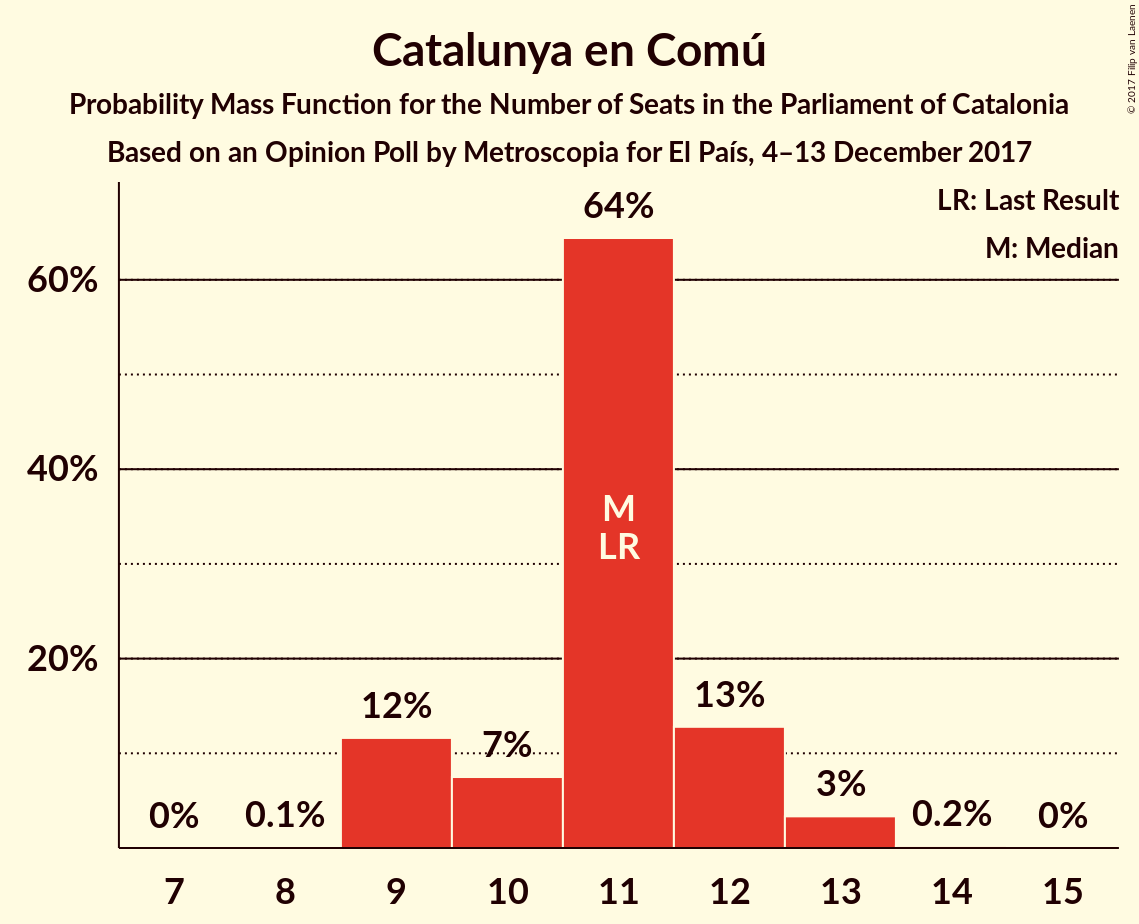 Catalunya en Comú
Probability Mass Function for the Number of Seats in the Parliament of Catalonia
Based on an Opinion Poll by Metroscopia for El País, 4–13 December 2017
© 2017 Filip van Laenen
LR: Last Result
M: Median
60%
40%
20%
0%
0.1%
12%
7%
64%
M
LR
13%
3%
0.2%
0%
7 8 9 10 11 12 13 14 15